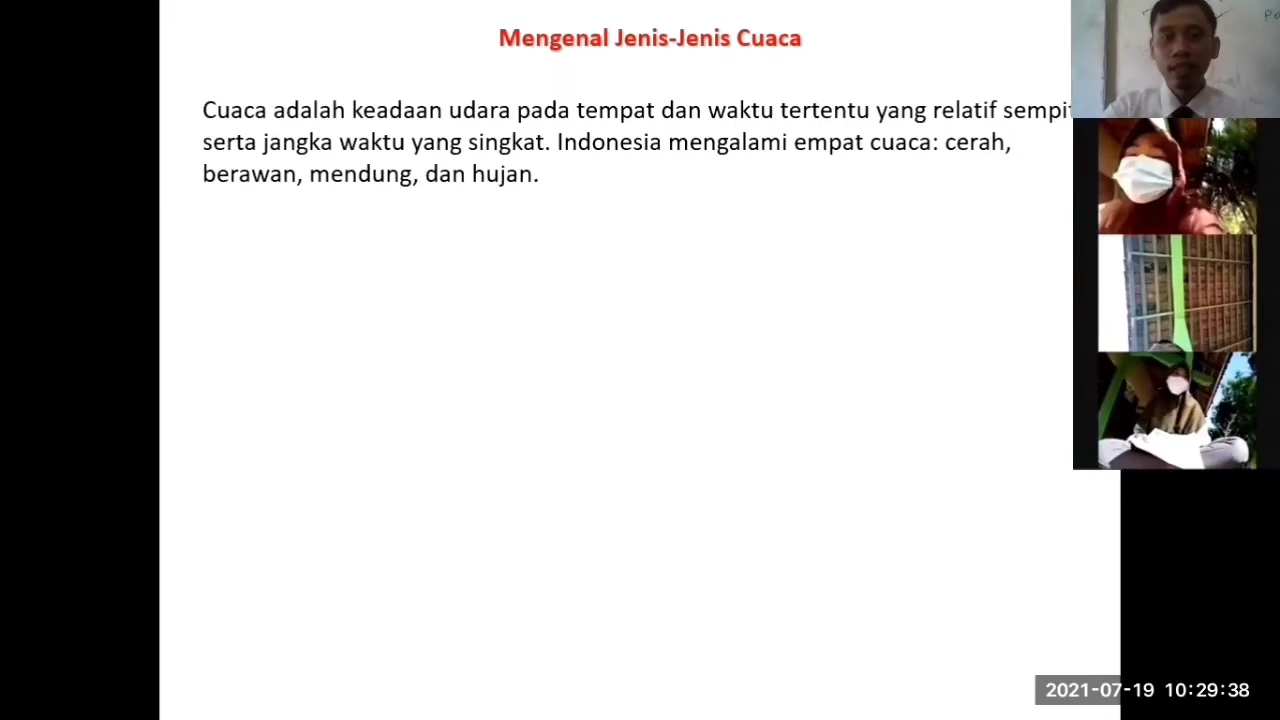 Mengenal Jenis-Jenis Cuaca
Cuaca adalah keadaan udara pada tempat dan waktu tertentu yang relatif sempit
serta jangka waktu yang singkat. Indonesia mengalami empat cuaca: cerah,
berawan, mendung, dan hujan.
2021-07-19 10:29:38